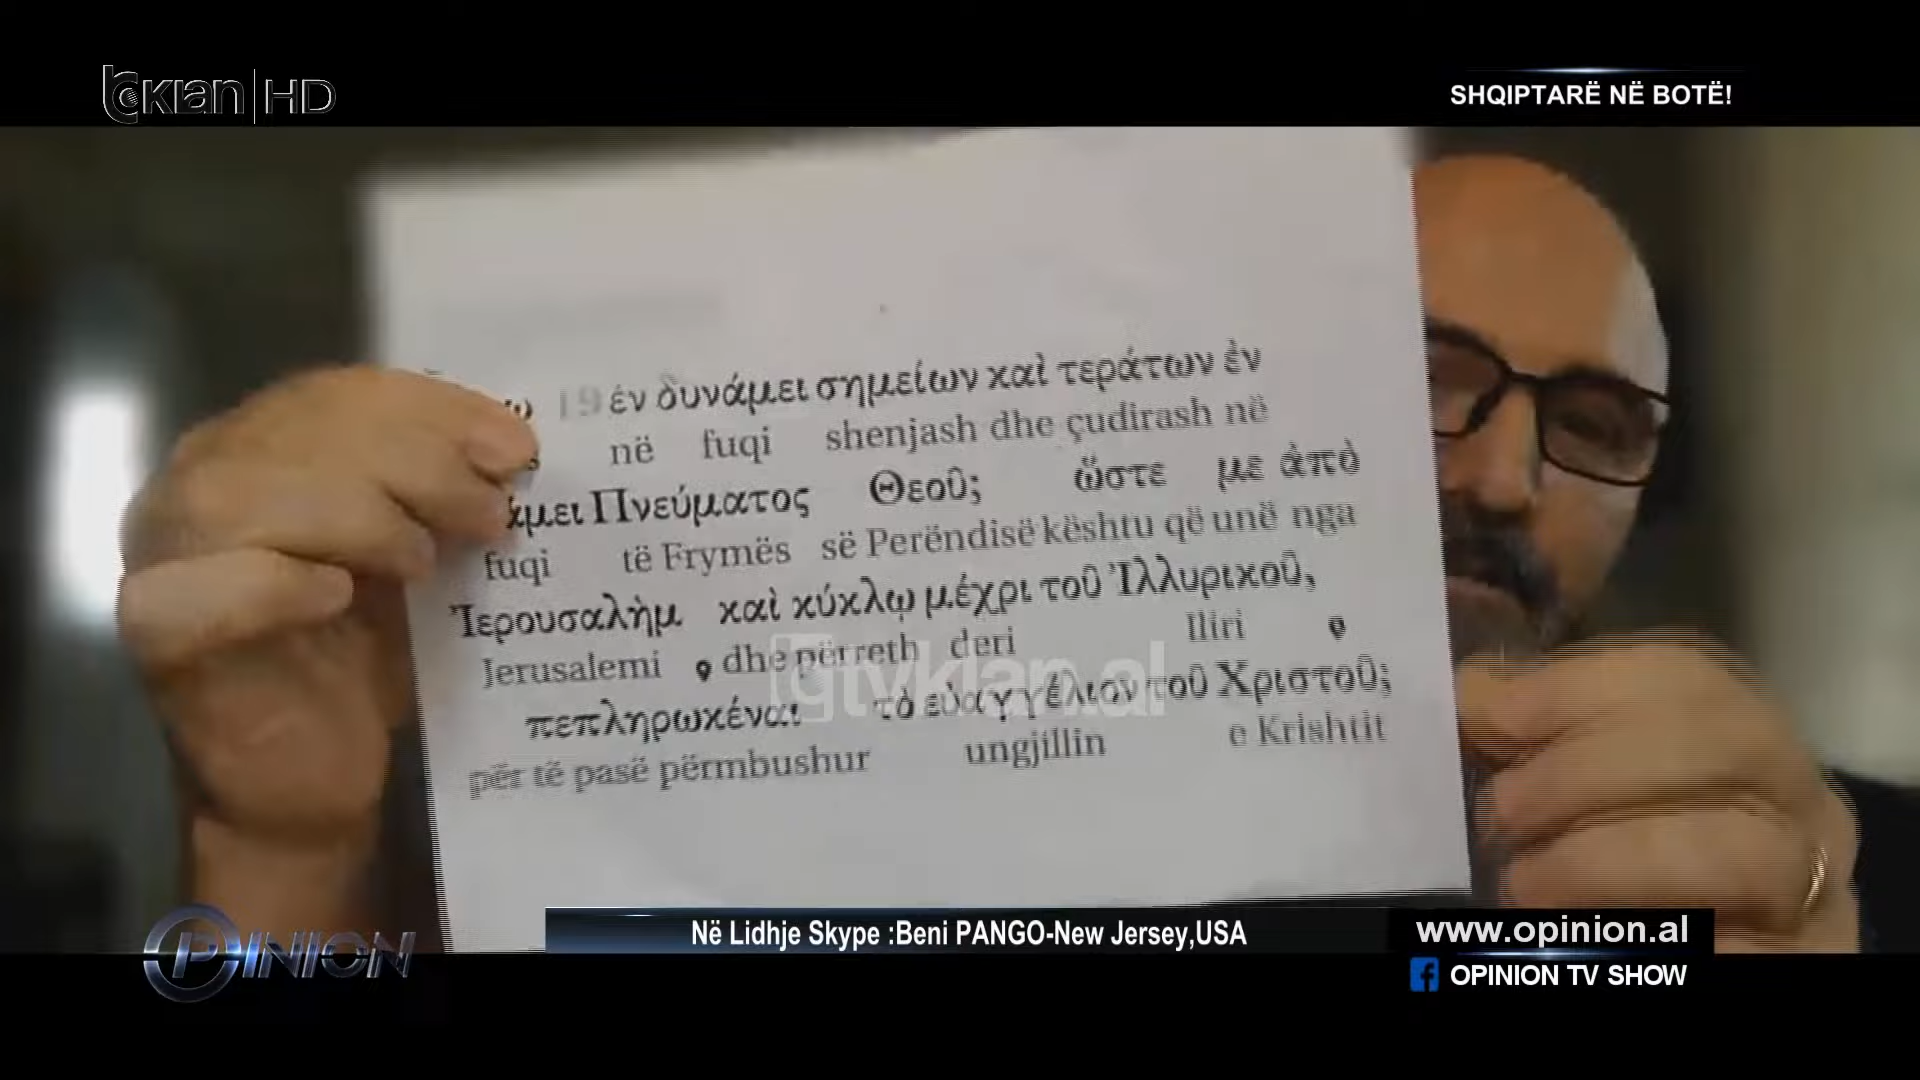 tvklan HD
SHQIPTARË NË BOTË!
19 ἐν δυνάμει σημείων καὶ τεράτων ἐν
në fuqi shenjash dhe çudirash në
Πνεύματος Θεοῦ; ὥστε με ἀπὸ
fuqi të Frymës së Perëndisë kështu që unë nga
Ἰερουσαλὴμ καὶ κύκλῳ μέχρι τοῦ Ἰλλυρικοῦ,
Jerusalemi dhe përreth deri Iliri
πεπληρωκέναι τὸ εὐαγγέλιον τοῦ Χριστοῦ;
për të pasë përmbushur ungjillin e Krishtit
tvklan.al
OPINION
Në Lidhje Skype :Beni PANGO-New Jersey,USA
www.opinion.al
OPINION TV SHOW